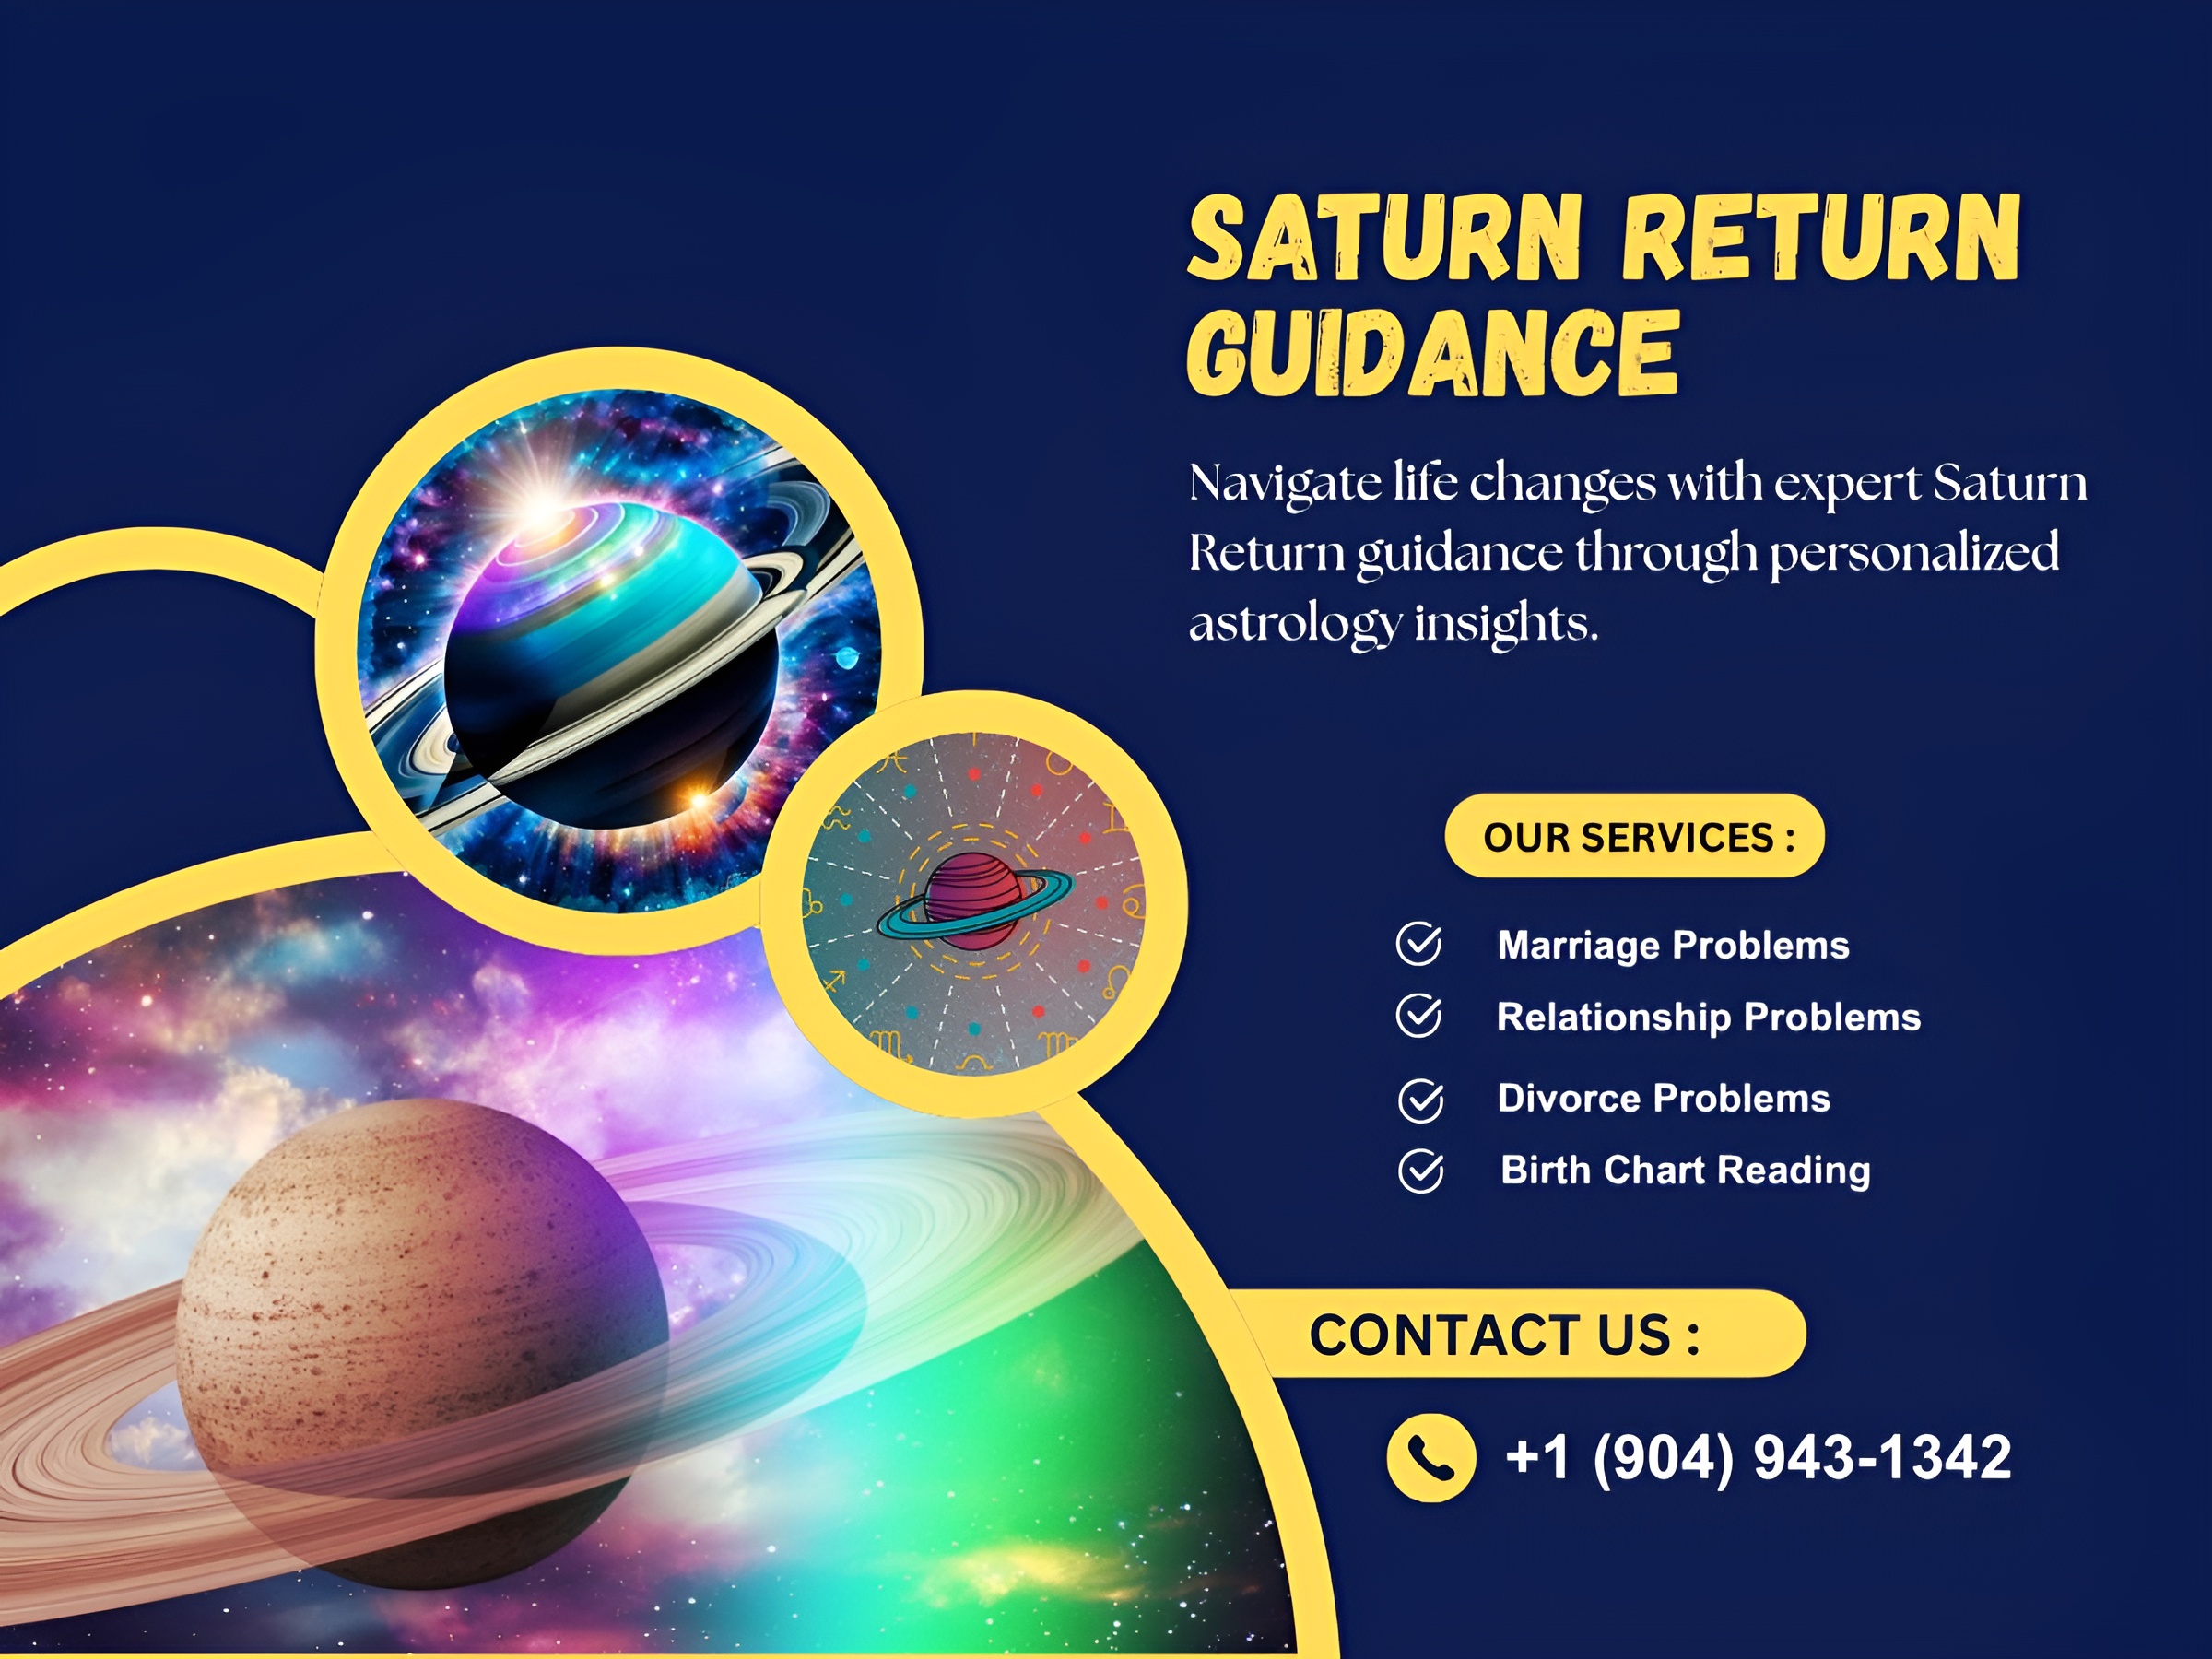 SATURN RETURN
GUIDANCE
Navigate life changes with expert Saturn
Return guidance through personalized
astrology insights.
OUR SERVICES :
Marriage Problems
Relationship Problems
Divorce Problems
Birth Chart Reading
CONTACT US :
+1 (904) 943-1342